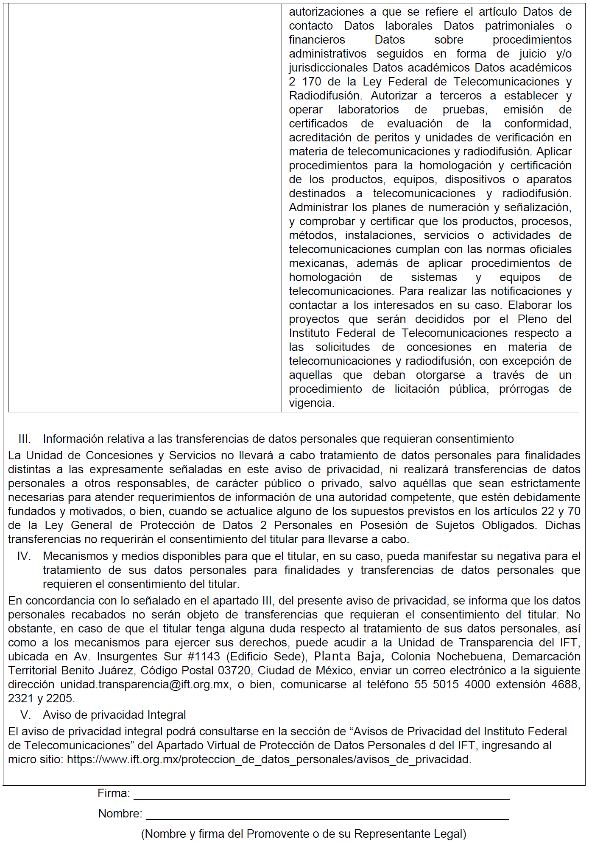 autorizaciones a que se refiere el artículo Datos de
contacto Datos laborales Datos patrimoniales o
financieros Datos sobre procedimientos
administrativos seguidos en forma de juicio y/o
jurisdiccionales Datos académicos Datos académicos
2 170 de la Ley Federal de Telecomunicaciones y
Radiodifusión. Autorizar a terceros a establecer y
operar laboratorios de pruebas, emisión de
certificados de evaluación de la conformidad,
acreditación de peritos y unidades de verificación en
materia de telecomunicaciones y radiodifusión. Aplicar
procedimientos para la homologación y certificación
de los productos, equipos, dispositivos o aparatos
destinados a telecomunicaciones y radiodifusión.
Administrar los planes de numeración y señalización,
y comprobar y certificar que los productos, procesos,
métodos, instalaciones, servicios o actividades de
telecomunicaciones cumplan con las normas oficiales
mexicanas, además de aplicar procedimientos de
homologación de sistemas y equipos de
telecomunicaciones. Para realizar las notificaciones y
contactar a los interesados en su caso. Elaborar los
proyectos que serán decididos por el Pleno del
Instituto Federal de Telecomunicaciones respecto a
las solicitudes de concesiones en materia de
telecomunicaciones y radiodifusión, con excepción de
aquellas que deban otorgarse a través de un
procedimiento de licitación pública, prórrogas de
vigencia.
III. Información relativa a las transferencias de datos personales que requieran consentimiento
La Unidad de Concesiones y Servicios no llevará a cabo tratamiento de datos personales para finalidades
distintas a las expresamente señaladas en este aviso de privacidad, ni realizará transferencias de datos
personales a otros responsables, de carácter público o privado, salvo aquéllas que sean estrictamente
necesarias para atender requerimientos de información de una autoridad competente, que estén debidamente
fundados y motivados, o bien, cuando se actualice alguno de los supuestos previstos en los artículos 22 y 70
de la Ley General de Protección de Datos 2 Personales en Posesión de Sujetos Obligados. Dichas
transferencias no requerirán el consentimiento del titular para llevarse a cabo.
IV. Mecanismos y medios disponibles para que el titular, en su caso, pueda manifestar su negativa para el
tratamiento de sus datos personales para finalidades y transferencias de datos personales que
requieren el consentimiento del titular.
En concordancia con lo señalado en el apartado III, del presente aviso de privacidad, se informa que los datos
personales recabados no serán objeto de transferencias que requieran el consentimiento del titular. No
obstante, en caso de que el titular tenga alguna duda respecto al tratamiento de sus datos personales, así
como a los mecanismos para ejercer sus derechos, puede acudir a la Unidad de Transparencia del IFT,
ubicada en Av. Insurgentes Sur #1143 (Edificio Sede), Planta Baja, Colonia Nochebuena, Demarcación
Territorial Benito Juárez, Código Postal 03720, Ciudad de México, enviar un correo electrónico a la siguiente
dirección unidad.transparencia@ift.org.mx, o bien, comunicarse al teléfono 55 5015 4000 extensión 4688,
2321 y 2205.
V. Aviso de privacidad Integral
El aviso de privacidad integral podrá consultarse en la sección de “Avisos de Privacidad del Instituto Federal
de Telecomunicaciones” del Apartado Virtual de Protección de Datos Personales d del IFT, ingresando al
micro sitio: https://www.ift.org.mx/proteccion_de_datos_personales/avisos_de_privacidad.
Firma:
Nombre:
(Nombre y firma del Promovente o de su Representante Legal)